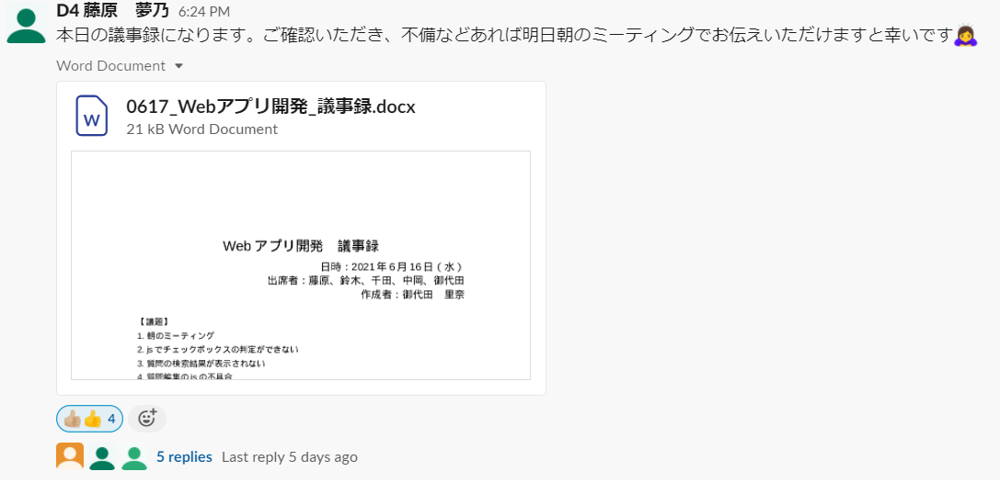 D4 藤原　夢乃 6:24 PM
本日の議事録になります。ご確認いただき、不備などあれば明日朝のミーティングでお伝えいただけますと幸いです🙇‍♀️
Word Document
W
0617_Webアプリ開発_議事録.docx
21 kB Word Document
Web アプリ開発　議事録
日時：2021 年 6 月 16 日（水）
出席者：藤原、鈴木、千田、中岡、御代田
作成者：御代田　里奈
【議題】
1. 朝のミーティング
2. js でチェックボックスの判定ができない
3. 質問の検索結果が表示されない
4. 質問編集の js の不具合
4
5 replies Last reply 5 days ago